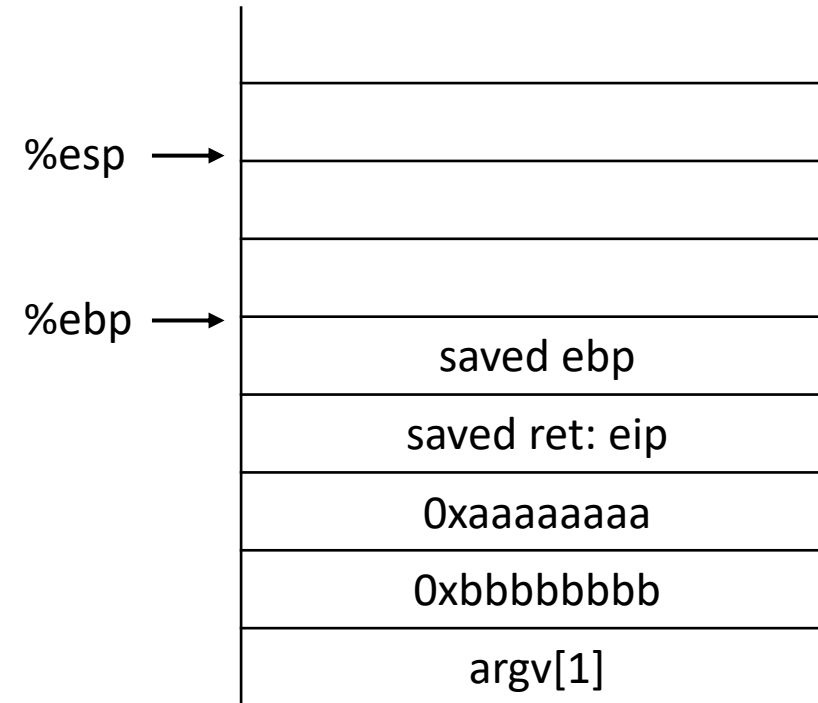 %esp
%ebp
saved ebp
saved ret: eip
0xaaaaaaaa
0xbbbbbbbb
argv[1]